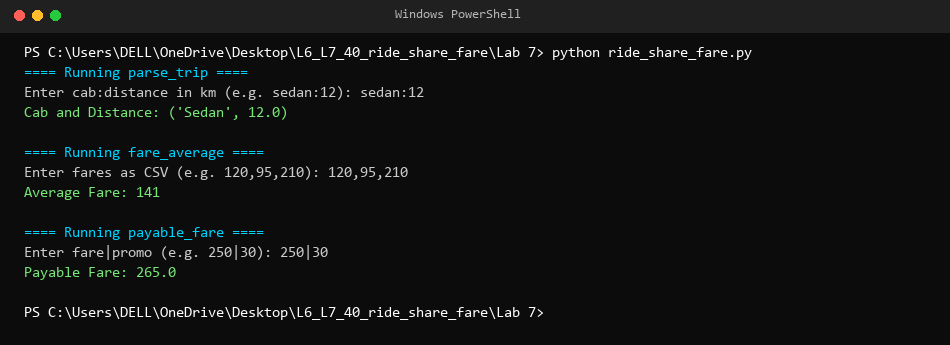 Windows PowerShell
PS C:\Users\DELL\OneDrive\Desktop\L6_L7_40_ride_share_fare\Lab 7> python ride_share_fare.py
==== Running parse_trip ====
Enter cab:distance in km (e.g. sedan:12): sedan:12
Cab and Distance: ('Sedan', 12.0)
==== Running fare_average ====
Enter fares as CSV (e.g. 120,95,210): 120,95,210
Average Fare: 141
==== Running payable_fare ====
Enter fare|promo (e.g. 250|30): 250|30
Payable Fare: 265.0
PS C:\Users\DELL\OneDrive\Desktop\L6_L7_40_ride_share_fare\Lab 7>